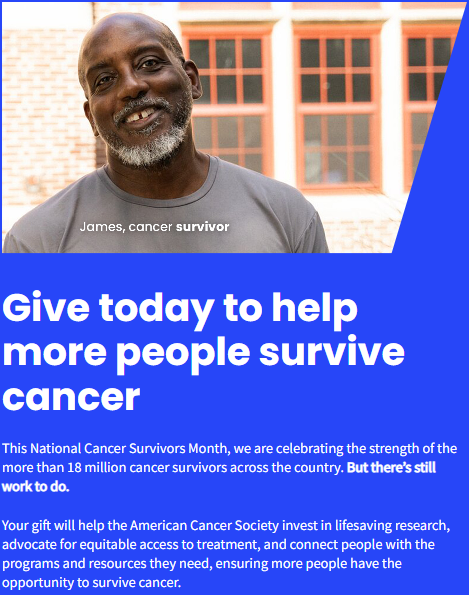 James, cancer survivor
Give today to help
more people survive
cancer
This National Cancer Survivors Month, we are celebrating the strength of the
more than 18 million cancer survivors across the country. But there's still
work to do.
Your gift will help the American Cancer Society invest in lifesaving research,
advocate for equitable access to treatment, and connect people with the
programs and resources they need, ensuring more people have the
opportunity to survive cancer.